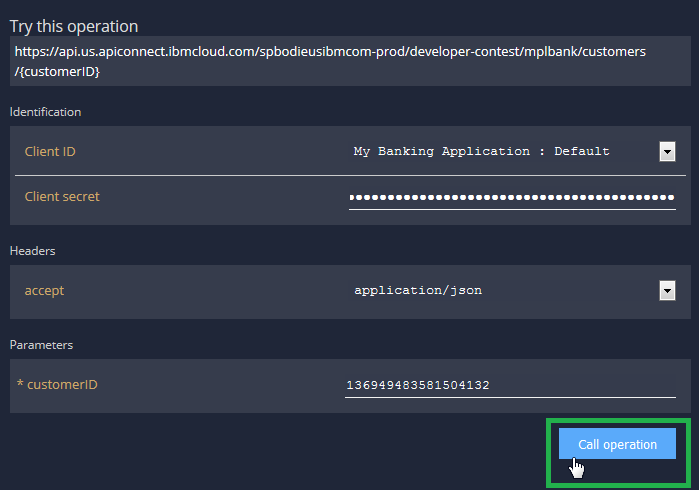 Try this operation
https://api.us.apiconnect.ibmcloud.com/spbodieusibmcom-prod/developer-contest/mplbank/customers
/{customerID}
Identification
Client ID My Banking Application : Default
Client secret ••••••••••••••••••••••••••••••••••••••••••
Headers
accept application/json
Parameters
* customerID 136949483581504132
Call operation